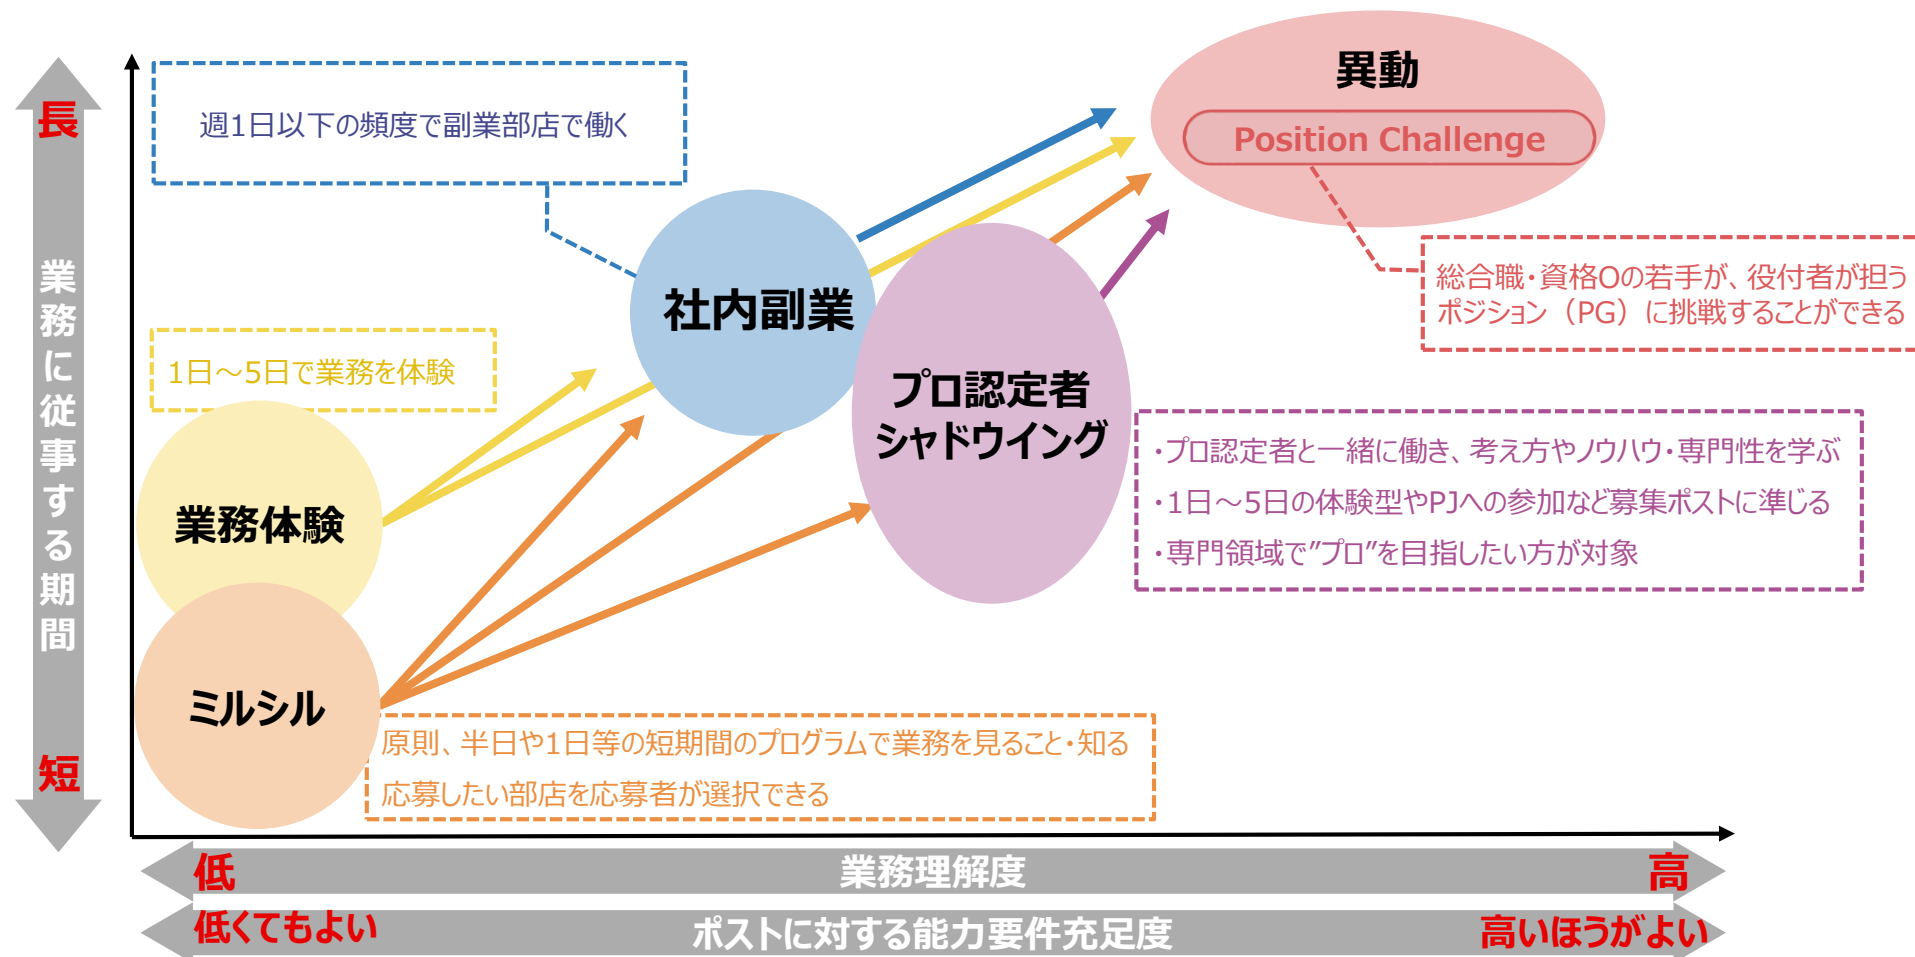 異動
Position Challenge
長
週1日以下の頻度で副業部店で働く
総合職・資格Oの若手が、役付者が担う
ポジション（PG）に挑戦することができる
社内副業
業務に従事する期間
1日～5日で業務を体験
プロ認定者
シャドウイング
・プロ認定者と一緒に働き、考え方やノウハウ・専門性を学ぶ
・1日～5日の体験型やPJへの参加など募集ポストに準じる
・専門領域で”プロ”を目指したい方が対象
業務体験
ミルシル
原則、半日や1日等の短期間のプログラムで業務を見ること・知る
応募したい部店を応募者が選択できる
短
低 業務理解度 高
低くてもよい ポストに対する能力要件充足度 高いほうがよい